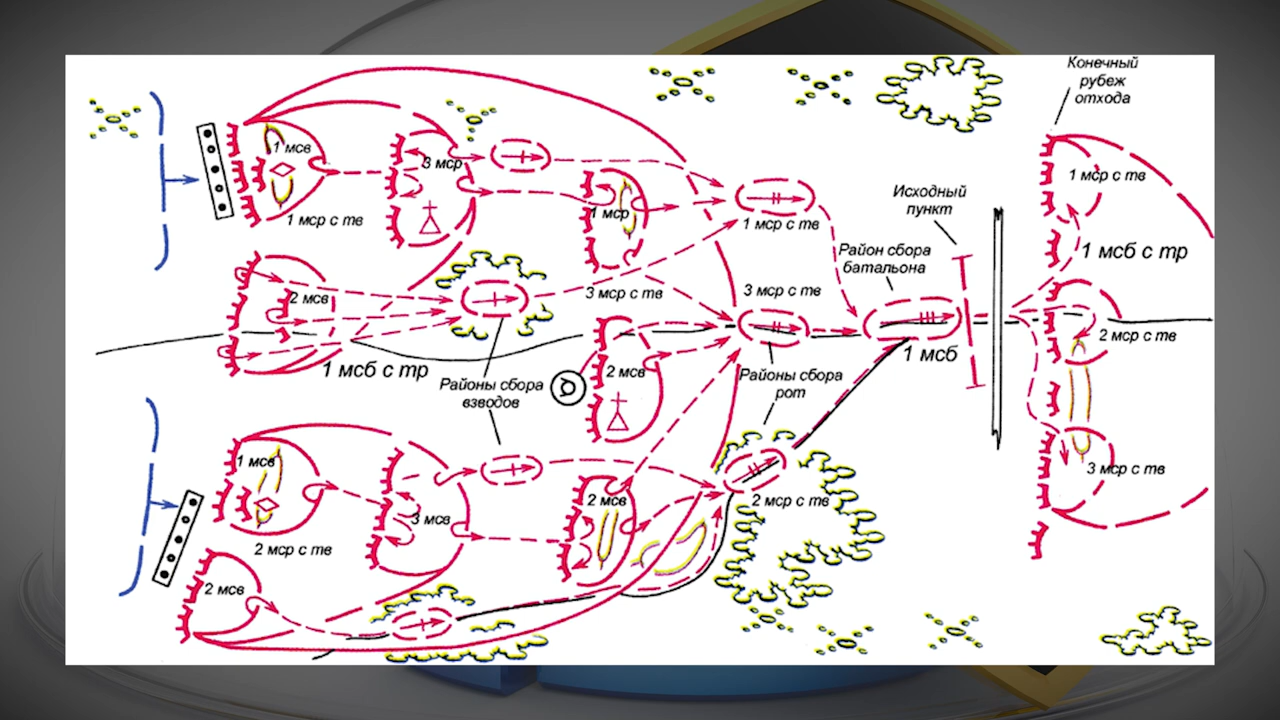 Конечный
рубеж
отхода
1 мсв
3 мср
1 мср с тв
1 мср
1 мср с тв
Исходный
пункт
1 мср с тв
Район сбора
батальона
1 мсб с тр
2 мсв
3 мср с тв
3 мср с тв
2 мср с тв
1 мсб с тр
Районы сбора
взводов
2 мсв
Районы сбора
рот
1 мсб
1 мсв
3 мсв
2 мсв
2 мср с тв
3 мср с тв
2 мср с тв
2 мсв